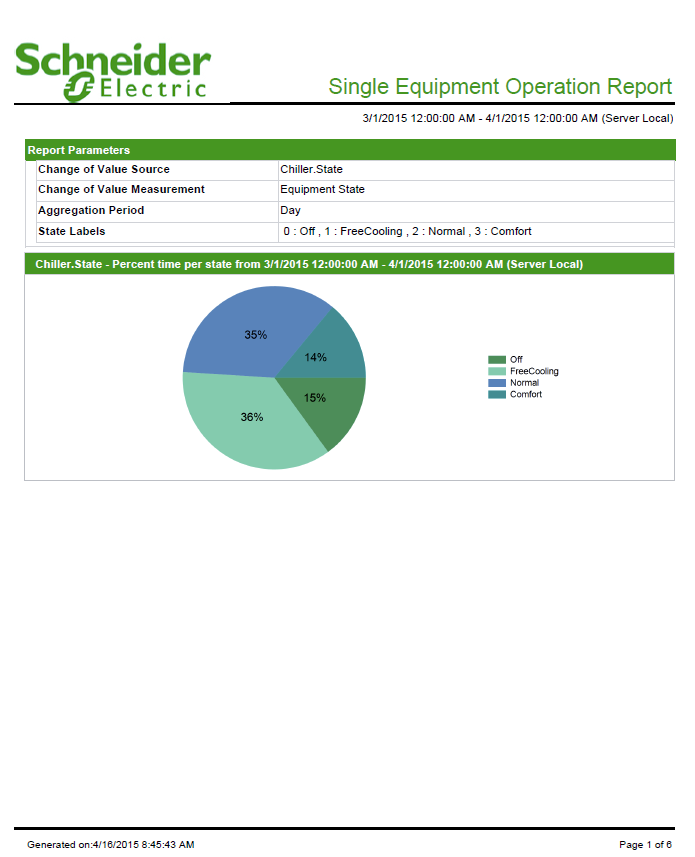 Schneider
Electric
Single Equipment Operation Report
3/1/2015 12:00:00 AM - 4/1/2015 12:00:00 AM (Server Local)
Report Parameters
Change of Value Source Chiller.State
Change of Value Measurement Equipment State
Aggregation Period Day
State Labels 0 : Off , 1 : FreeCooling , 2 : Normal , 3 : Comfort
Chiller.State - Percent time per state from 3/1/2015 12:00:00 AM - 4/1/2015 12:00:00 AM (Server Local)
35%
14%
15%
36%
Off
FreeCooling
Normal
Comfort
Generated on:4/16/2015 8:45:43 AM Page 1 of 6